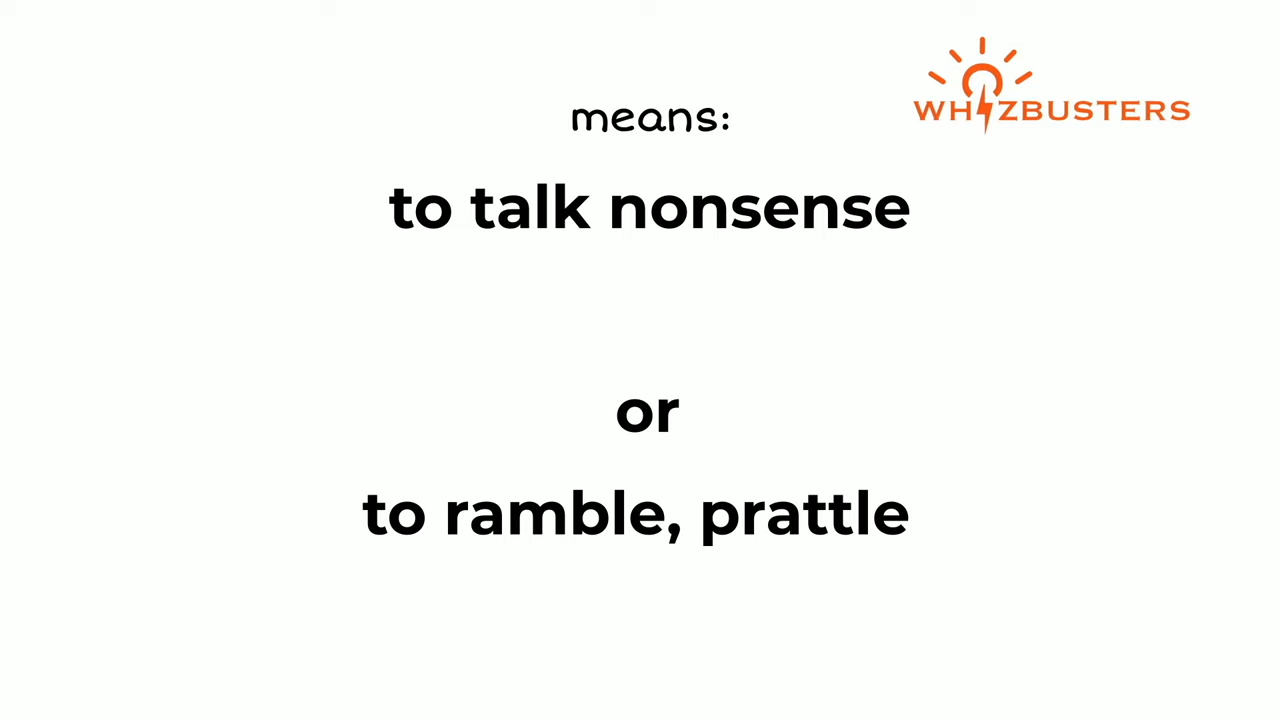 means:
WHIZBUSTERS
to talk nonsense
or
to ramble, prattle